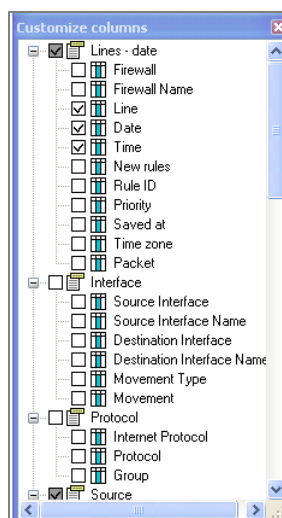 Customize columns
Lines - date
Firewall
Firewall Name
Line
Date
Time
New rules
Rule ID
Priority
Saved at
Time zone
Packet
Interface
Source Interface
Source Interface Name
Destination Interface
Destination Interface Name
Movement Type
Movement
Protocol
Internet Protocol
Protocol
Group
Source